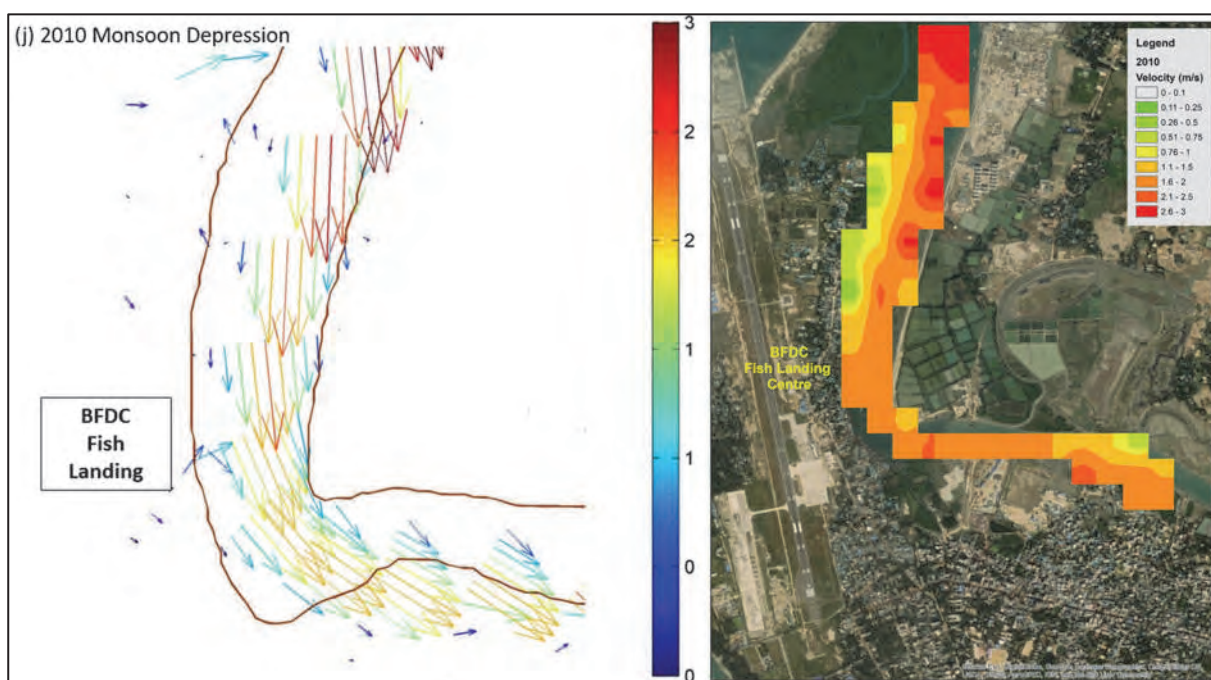 (j) 2010 Monsoon Depression
BFDC
Fish
Landing
3
2
2
1
1
0
0
BFDC
Fish Landing
Centre
Legend
2010
Velocity (m/s)
0 - 0.1
0.11 - 0.25
0.26 - 0.5
0.51 - 0.75
0.76 - 1
1.1 - 1.5
1.6 - 2
2.1 - 2.5
2.6 - 3